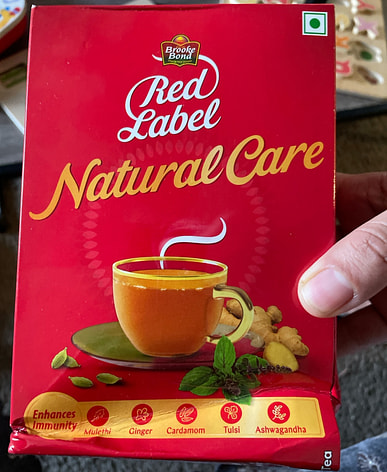 Brooke
Bond
Red
Label
Natural Care
Enhances
Immunity
Mulethi
Ginger
Cardamom
Tulsi
Ashwagandha